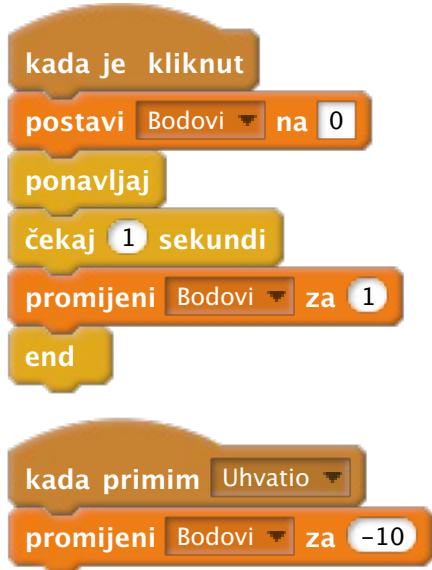 kada je kliknut
postavi Bodovi na 0
ponavljaj
čekaj 1 sekundi
promijeni Bodovi za 1
end
kada primim Uhvatio
promijeni Bodovi za -10